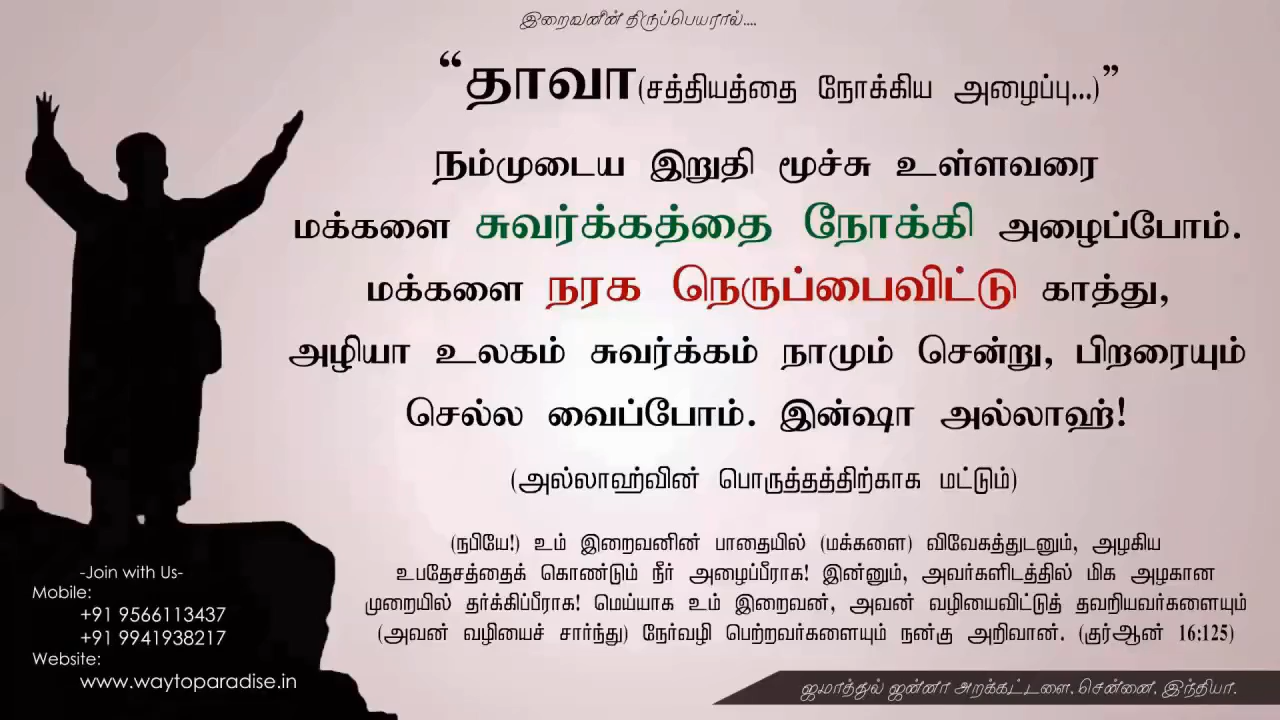 இறைவனின் திருப்பெயரால்....
“தாவா(சத்தியத்தை நோக்கிய அழைப்பு...)”
நம்முடைய இறுதி மூச்சு உள்ளவரை
மக்களை சுவர்க்கத்தை நோக்கி அழைப்போம்.
மக்களை நரக நெருப்பைவிட்டு காத்து,
அழியா உலகம் சுவர்க்கம் நாமும் சென்று, பிறரையும்
செல்ல வைப்போம். இன்ஷா அல்லாஹ்!
(அல்லாஹ்வின் பொருத்தத்திற்காக மட்டும்)
(நபியே!) உம் இறைவனின் பாதையில் (மக்களை) விவேகத்துடனும், அழகிய
உபதேசத்தைக் கொண்டும் நீர் அழைப்பீராக! இன்னும், அவர்களிடத்தில் மிக அழகான
முறையில் தர்க்கிப்பீராக! மெய்யாக உம் இறைவன், அவன் வழியைவிட்டுத் தவறியவர்களையும்
(அவன் வழியைச் சார்ந்து) நேர்வழி பெற்றவர்களையும் நன்கு அறிவான். (குர்ஆன் 16:125)
-Join with Us-
Mobile:
+91 9566113437
+91 9941938217
Website:
www.waytoparadise.in
ஜமாத்துல் ஜன்னா அறக்கட்டளை, சென்னை, இந்தியா.